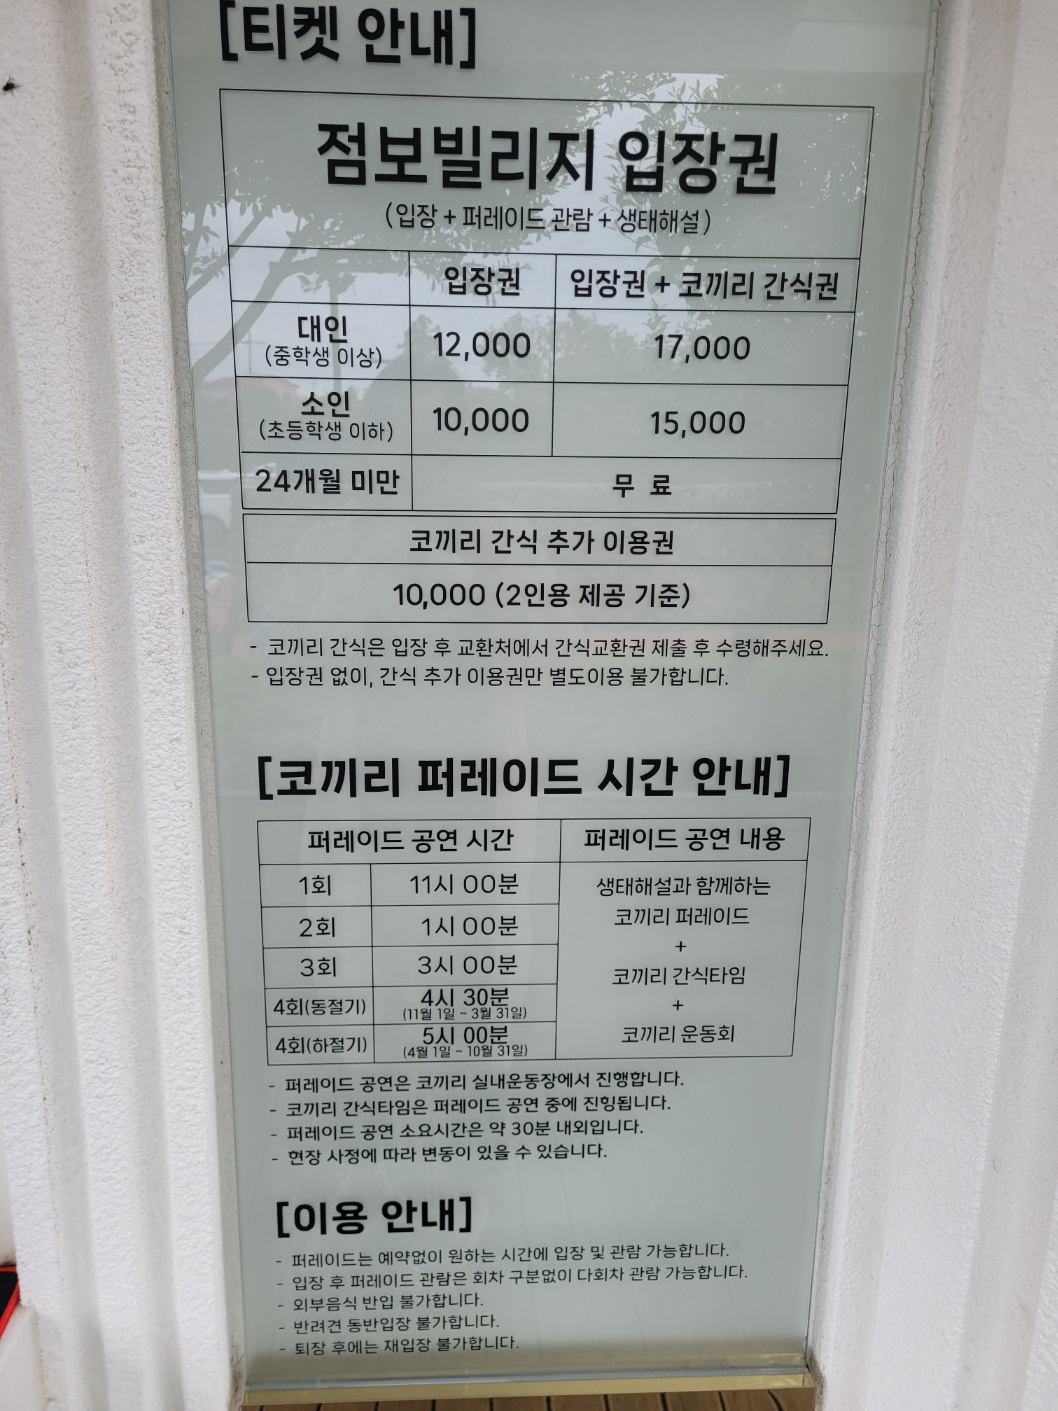 [티켓 안내]
점보빌리지 입장권
(입장 + 퍼레이드 관람 + 생태해설)
입장권 입장권 + 코끼리 간식권
대인
(중학생 이상) 12,000 17,000
소인
(초등학생 이하) 10,000 15,000
24개월 미만 무 료
코끼리 간식 추가 이용권
10,000 (2인용 제공 기준)
- 코끼리 간식은 입장 후 교환처에서 간식교환권 제출 후 수령해주세요.
- 입장권 없이, 간식 추가 이용권만 별도이용 불가합니다.
[코끼리 퍼레이드 시간 안내]
퍼레이드 공연 시간 퍼레이드 공연 내용
1회 11시 00분
2회 1시 00분
3회 3시 00분
4회(동절기) 4시 30분
(11월 1일 ~ 3월 31일)
4회(하절기) 5시 00분
(4월 1일 ~ 10월 31일)
생태해설과 함께하는
코끼리 퍼레이드
+
코끼리 간식타임
+
코끼리 운동회
- 퍼레이드 공연은 코끼리 실내운동장에서 진행합니다.
- 코끼리 간식타임은 퍼레이드 공연 중에 진힝됩니다.
- 퍼레이드 공연 소요시간은 약 30분 내외입니다.
- 현장 사정에 따라 변동이 있을 수 있습니다.
[이용 안내]
- 퍼레이드는 예약없이 원하는 시간에 입장 및 관람 가능합니다.
- 입장 후 퍼레이드 관람은 회차 구분없이 다회차 관람 가능합니다.
- 외부음식 반입 불가합니다.
- 반려견 동반입장 불가합니다.
- 퇴장 후에는 재입장 불가합니다.